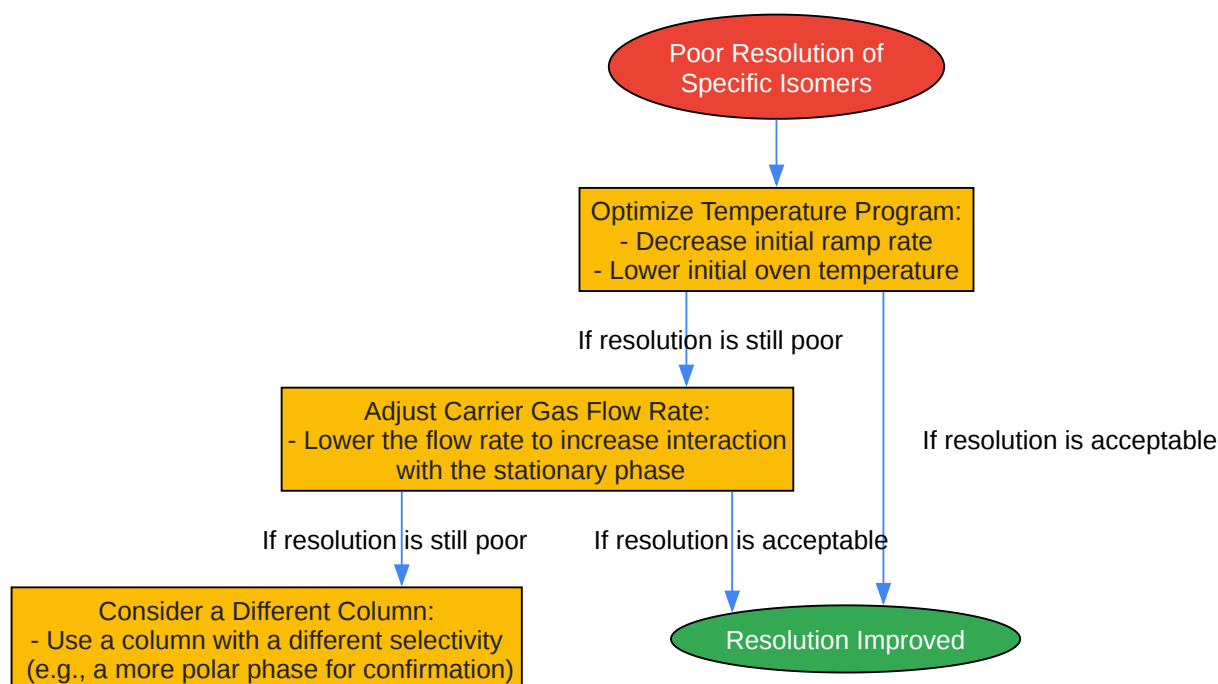 Poor Resolution of
Specific Isomers
Optimize Temperature Program:
- Decrease initial ramp rate
- Lower initial oven temperature
If resolution is still poor
Adjust Carrier Gas Flow Rate:
- Lower the flow rate to increase interaction
with the stationary phase
If resolution is acceptable
If resolution is still poor
If resolution is acceptable
Consider a Different Column:
- Use a column with a different selectivity
(e.g., a more polar phase for confirmation)
Resolution Improved